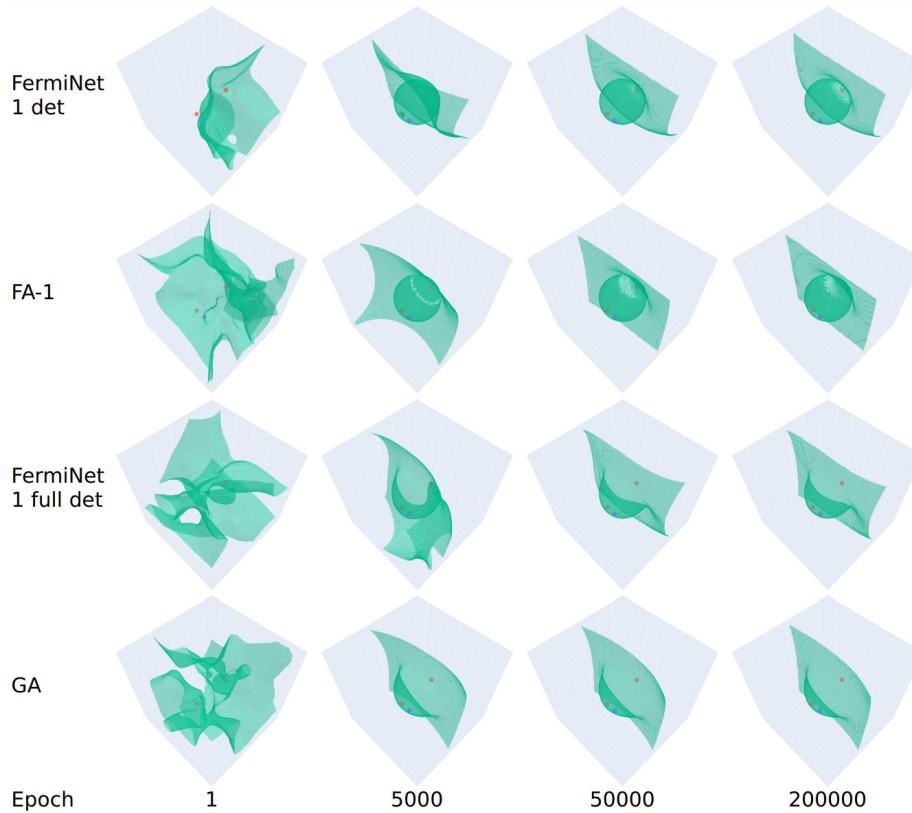 FermiNet
1 det
FA-1
FermiNet
1 full det
GA
Epoch 1 5000 50000 200000